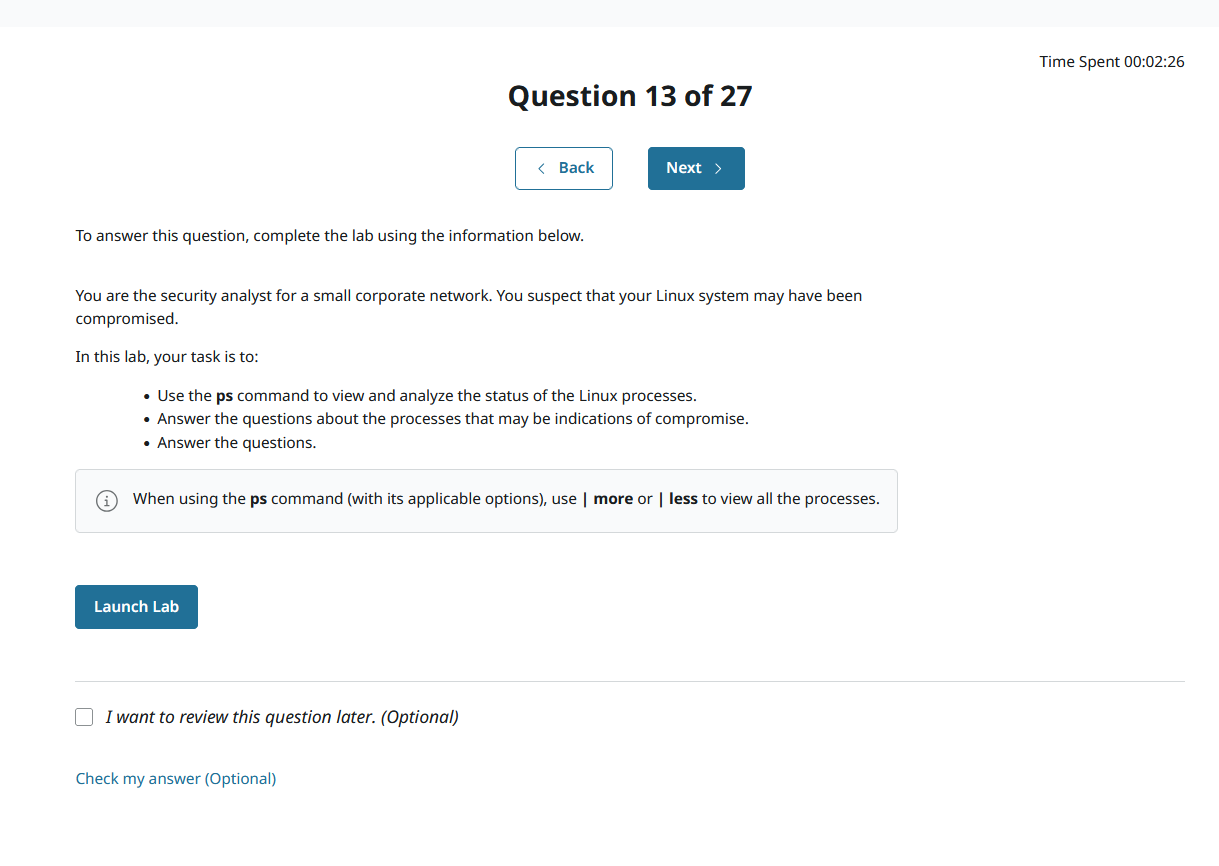 Time Spent 00:02:26
Question 13 of 27
Back
Next
To answer this question, complete the lab using the information below.
You are the security analyst for a small corporate network. You suspect that your Linux system may have been
compromised.
In this lab, your task is to:
• Use the ps command to view and analyze the status of the Linux processes.
• Answer the questions about the processes that may be indications of compromise.
• Answer the questions.
When using the ps command (with its applicable options), use | more or | less to view all the processes.
Launch Lab
I want to review this question later. (Optional)
Check my answer (Optional)